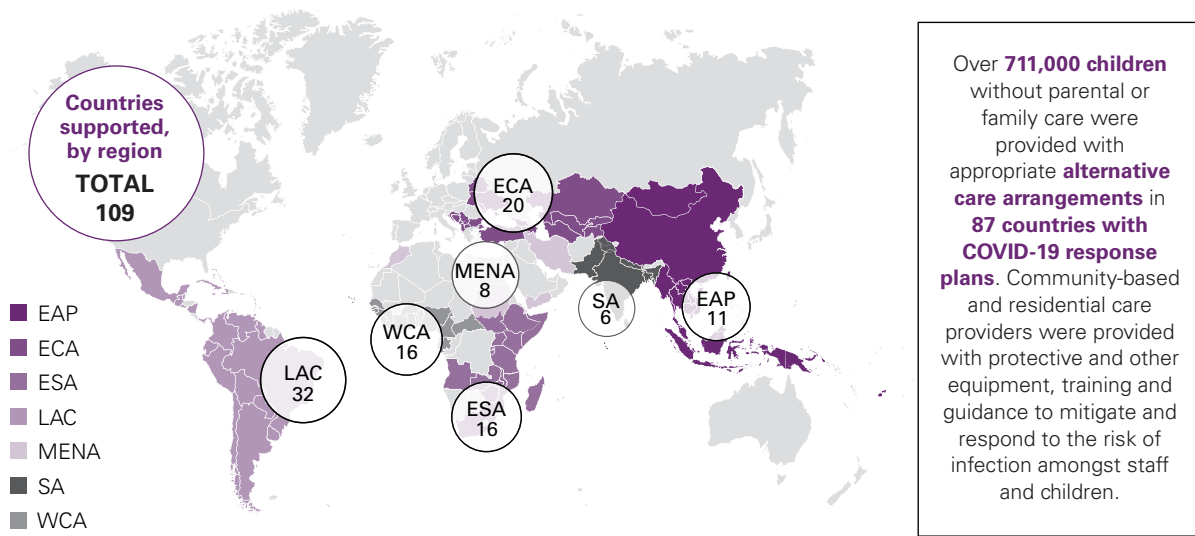 Countries
supported,
by region
TOTAL
109
EAP
ECA
ESA
LAC
MENA
SA
WCA
ECA
20
MENA
8
SA
6
EAP
11
WCA
16
LAC
32
ESA
16
Over 711,000 children
without parental or
family care were
provided with
appropriate alternative
care arrangements in
87 countries with
COVID-19 response
plans. Community-based
and residential care
providers were provided
with protective and other
equipment, training and
guidance to mitigate and
respond to the risk of
infection amongst staff
and children.